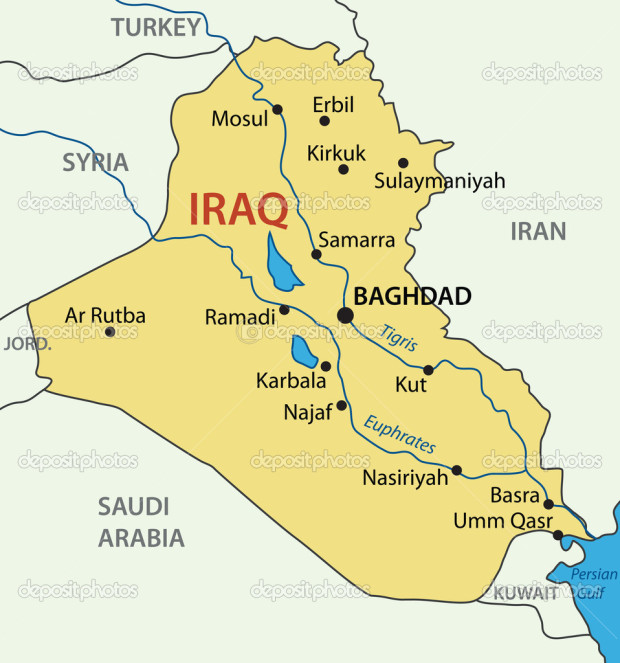 TURKEY
depositphotos depositphotos depositphotos
Erbil
Mosul
Kirkuk
SYRIA
Sulaymaniyah
depositphotos depositphotos depositphotos
IRAQ
IRAN
Samarra
BAGHDAD
Ar Rutba
Ramadi
depositphotos depositphotos depositphotos
Tigris
JORD.
Karbala
Kut
Najaf
Euphrates
depositphotos depositphotos depositphotos
Nasiriyah
Basra
SAUDI
ARABIA
Umm Qasr
Persian
Gulf
depositphotos depositphotos depositphotos
KUWAIT